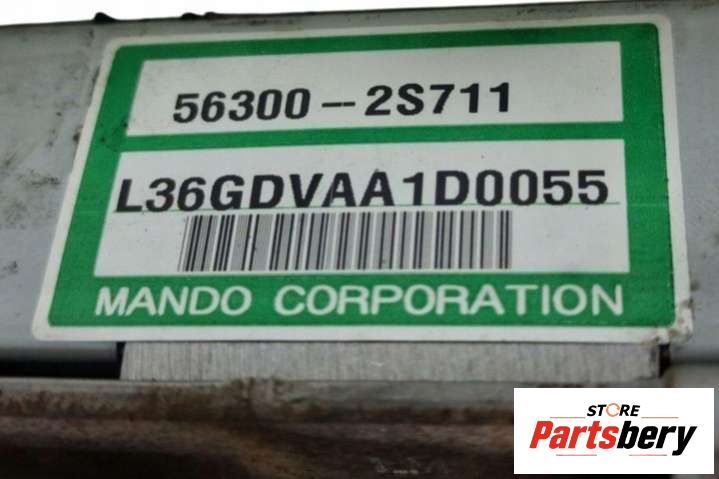 56300--2S711
L36GDVAA1D0055
MANDO CORPORATION
STORE
Partsbery